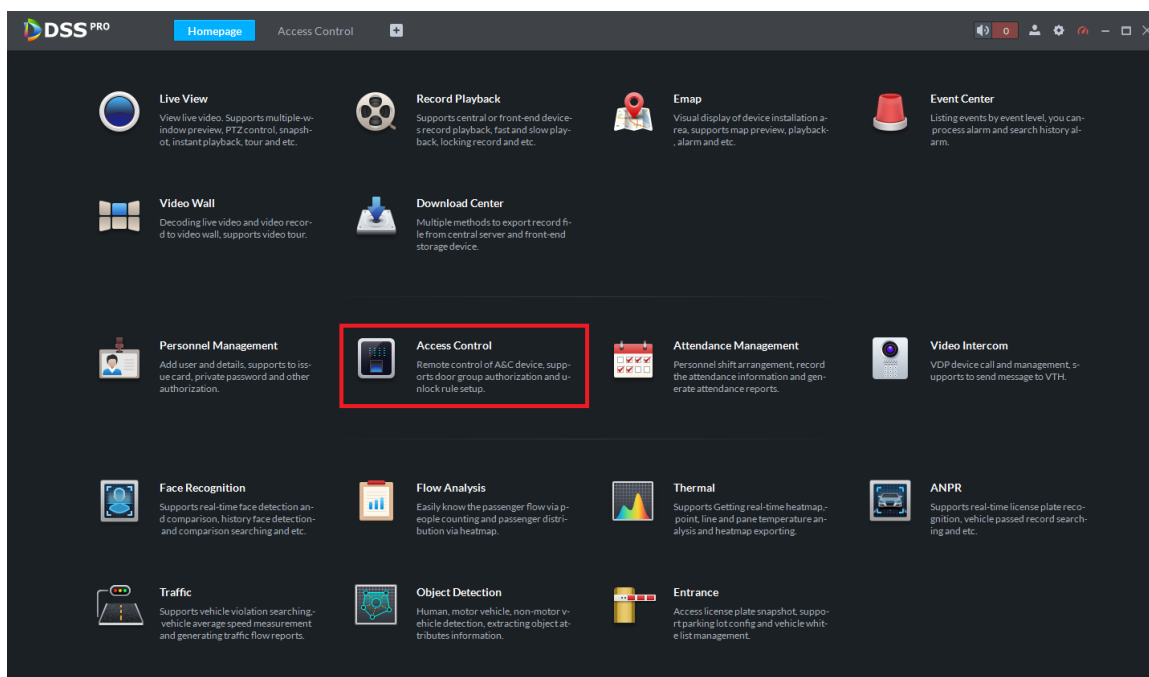 DSS PRO
Homepage
Access Control
0
Live View
View live video. Supports multiple-w-
indow preview, PTZ control, snapsh-
ot, instant playback, tour and etc.
Record Playback
Supports central or front-end device-
s record playback, fast and slow play-
back, locking record and etc.
Emap
Visual display of device installation a-
rea, supports map preview, playback-
, alarm and etc.
Event Center
Listing events by event level, you can-
process alarm and search history al-
arm.
Video Wall
Decoding live video and video recor-
d to video wall, supports video tour.
Download Center
Multiple methods to export record fi-
le from central server and front-end
storage device.
Personnel Management
Add user and details, supports to iss-
ue card, private password and other
authorization.
Access Control
Remote control of A&C device, supp-
orts door group authorization and u-
nlock rule setup.
Attendance Management
Personnel shift arrangement, record
the attendance information and gen-
erate attendance reports.
Video Intercom
VDP device call and management, s-
upports to send message to VTH.
Face Recognition
Supports real-time face detection an-
d comparison, history face detection-
and comparison searching and etc.
Flow Analysis
Easily know the passenger flow via p-
eople counting and passenger distri-
bution via heatmap.
Thermal
Supports Getting real-time heatmap,-
point, line and pane temperature an-
alysis and heatmap exporting.
ANPR
Supports real-time license plate reco-
gnition, vehicle passed record search-
ing and etc.
Traffic
Supports vehicle violation searching,-
vehicle average speed measurement
and generating traffic flow reports.
Object Detection
Human, motor vehicle, non-motor v-
ehicle detection, extracting object at-
tributes information.
Entrance
Access license plate snapshot, suppo-
rt parking lot config and vehicle whit-
e list management.